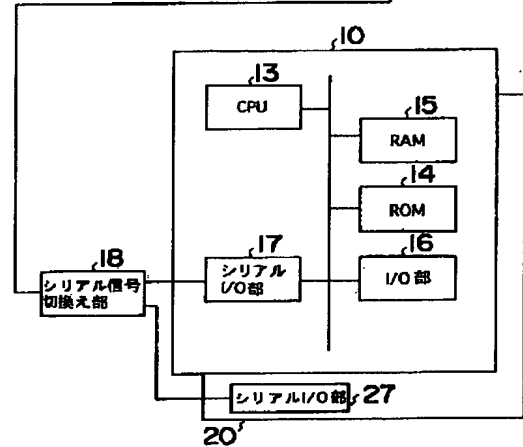 10
13
CPU
15
RAM
14
ROM
18
シリアル信号
切換え部
17
シリアル
I/O部
16
I/O部
シリアルI/O部
27
20